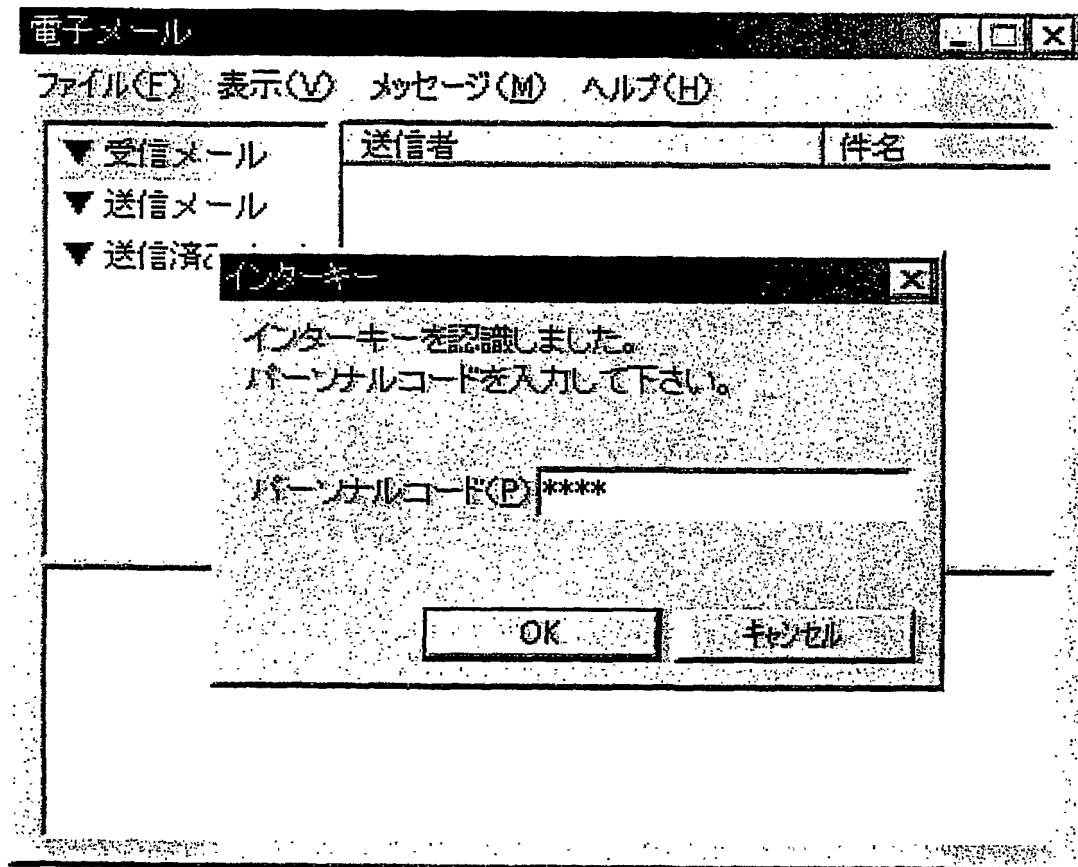 電子メール
ファイル(F) 表示(V) メッセージ(M) ヘルプ(H)
送信者 件名
▼ 受信メール
▼ 送信メール
▼ 送信済
インターキー
インターキーを認識しました。
パーソナルコードを入力して下さい。
パーソナルコード(P) ****
OK キャンセル